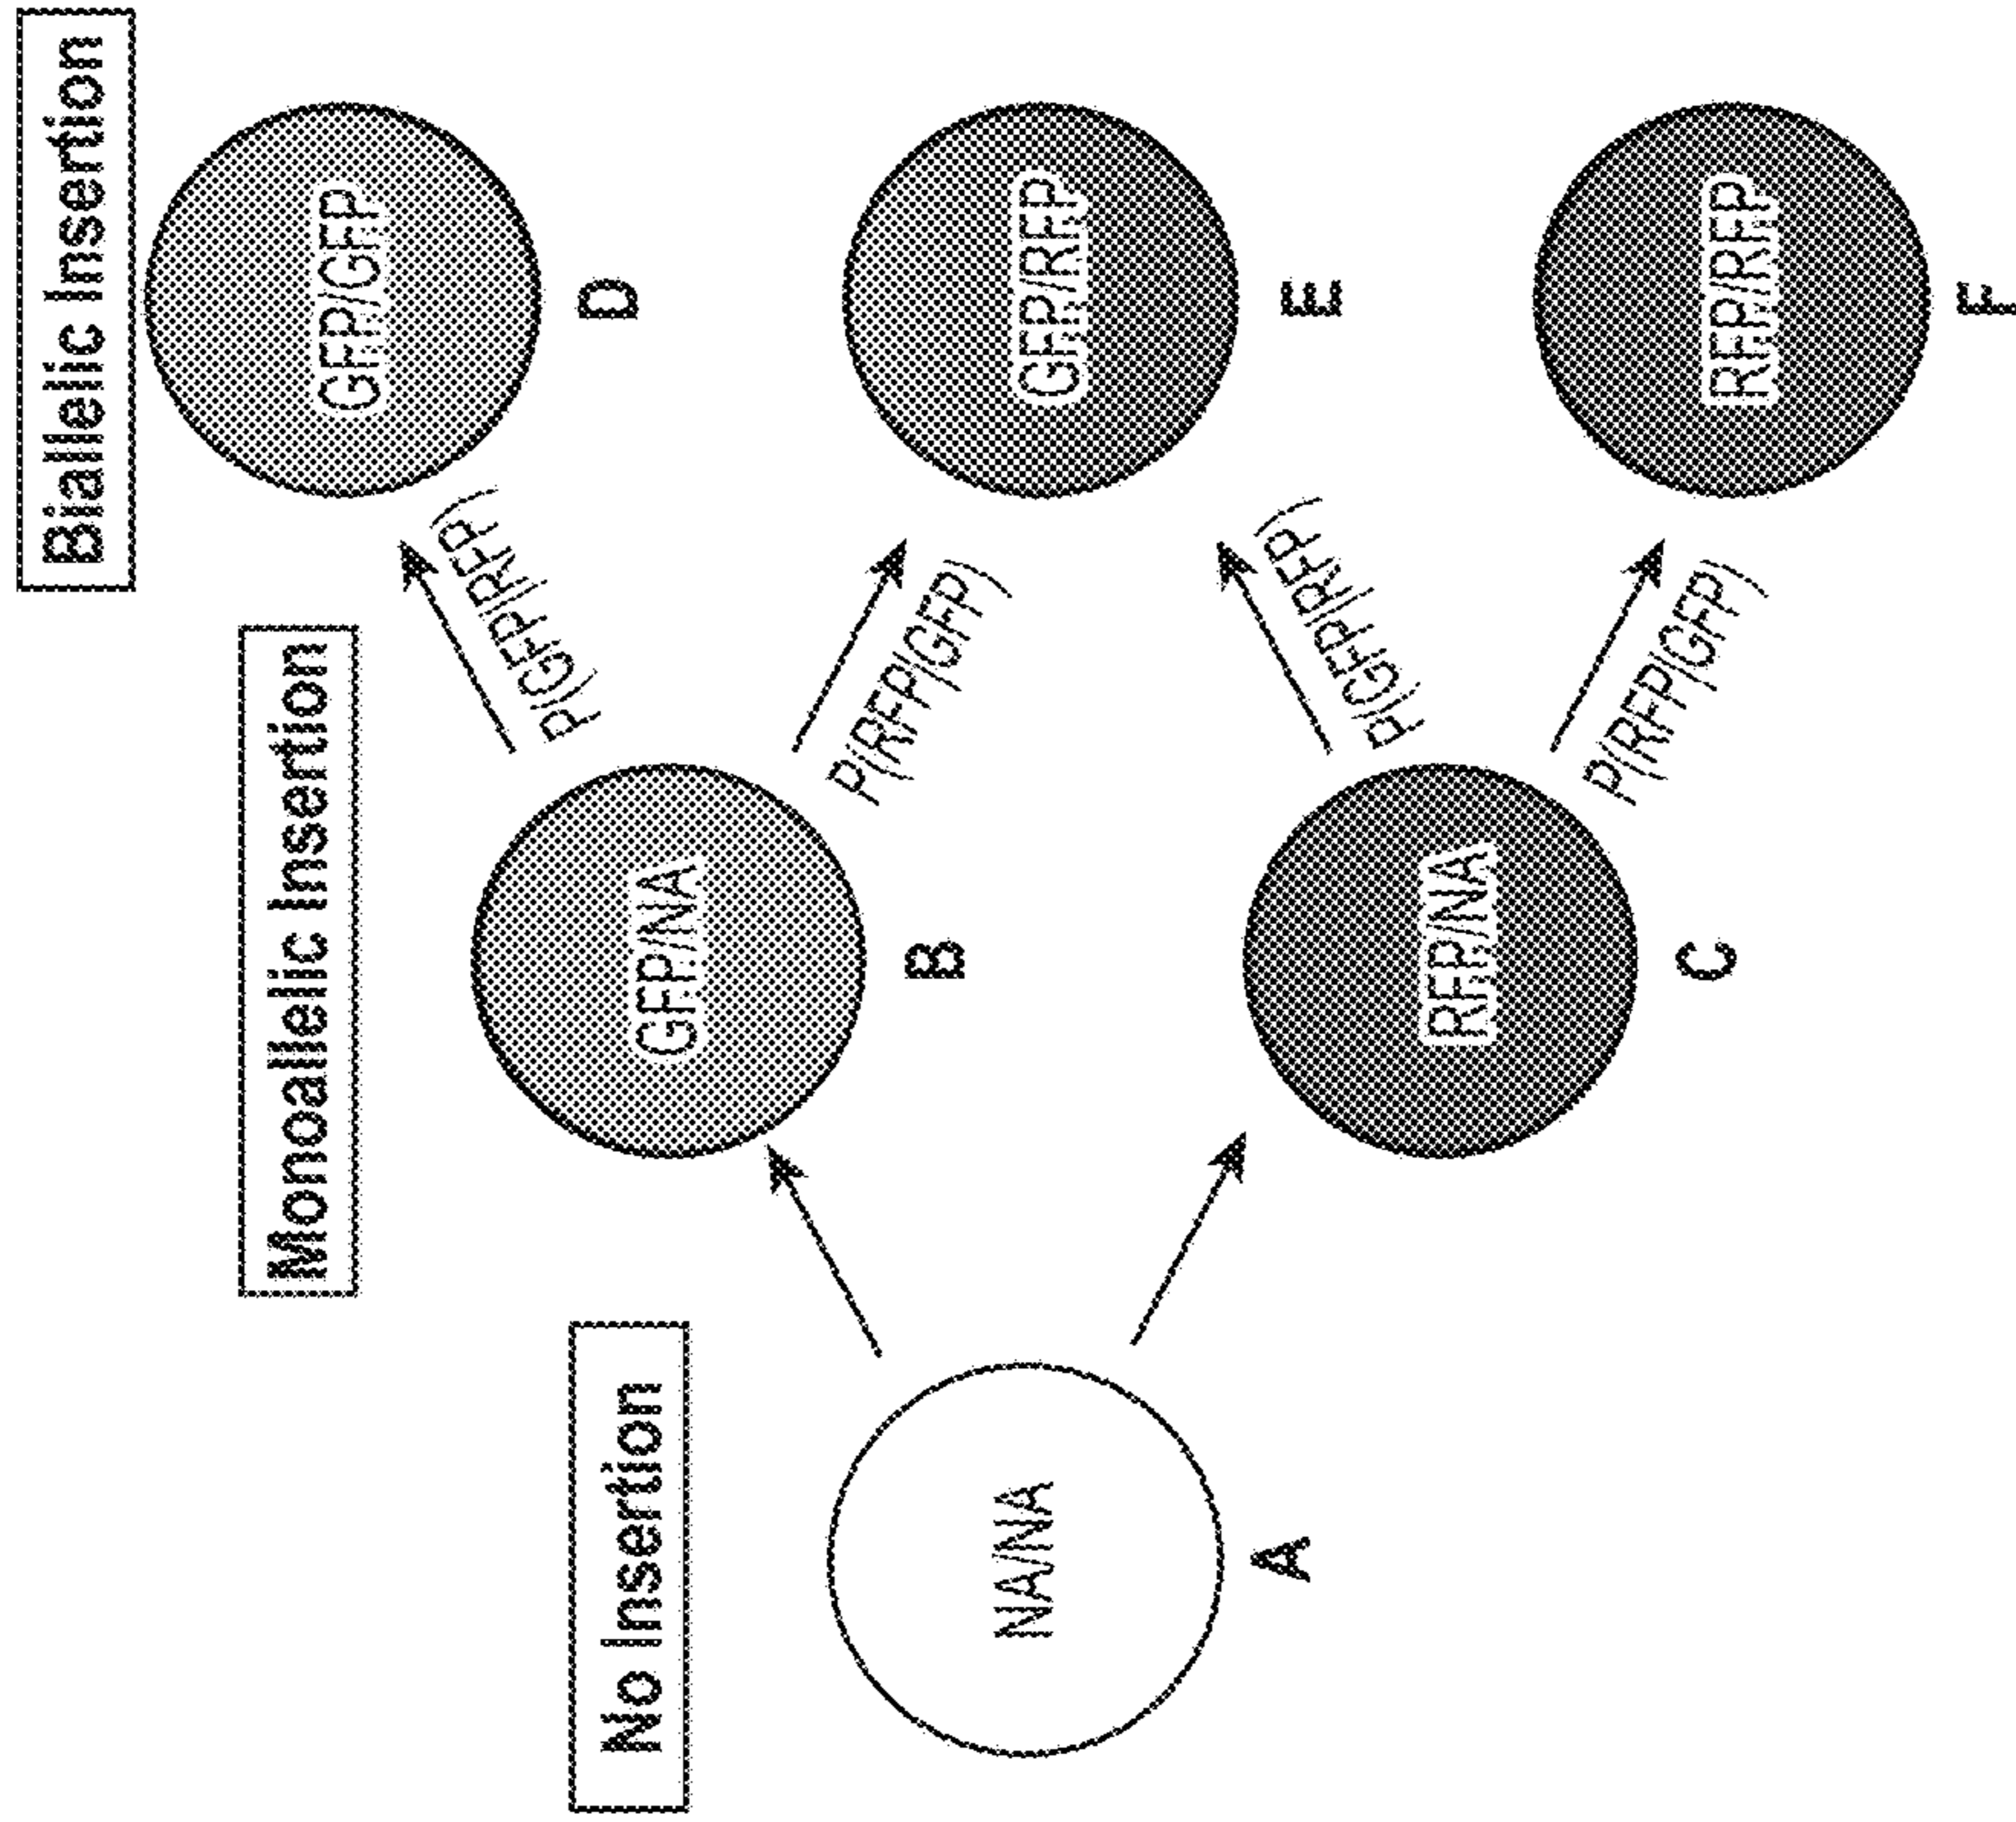 No Insertion
Monoallelic Insertion
Biallelic Insertion
NA/NA
A
GFP/NA
B
RFP/NA
C
P(GFP|RFP)
P(RFP|GFP)
P(GFP|RFP)
P(RFP|GFP)
GFP/GFP
D
GFP/RFP
E
RFP/RFP
F